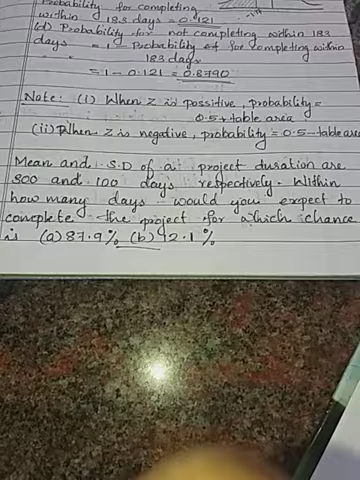 Probability for completing
within 183 days = 0.121
(d) Probability for not completing within 183
days = 1 - Probability of for completing within
183 days
= 1 - 0.121 = 0.8790
Note: (i) When Z is possitive, probability =
0.5 + table area
(ii) When Z is negative, probability = 0.5 - table area
Mean and S.D of a project duration are
800 and 100 days respectively. Within
how many days would you expect to
complete the project for which chance
is (a) 87.9% (b) 42.1%